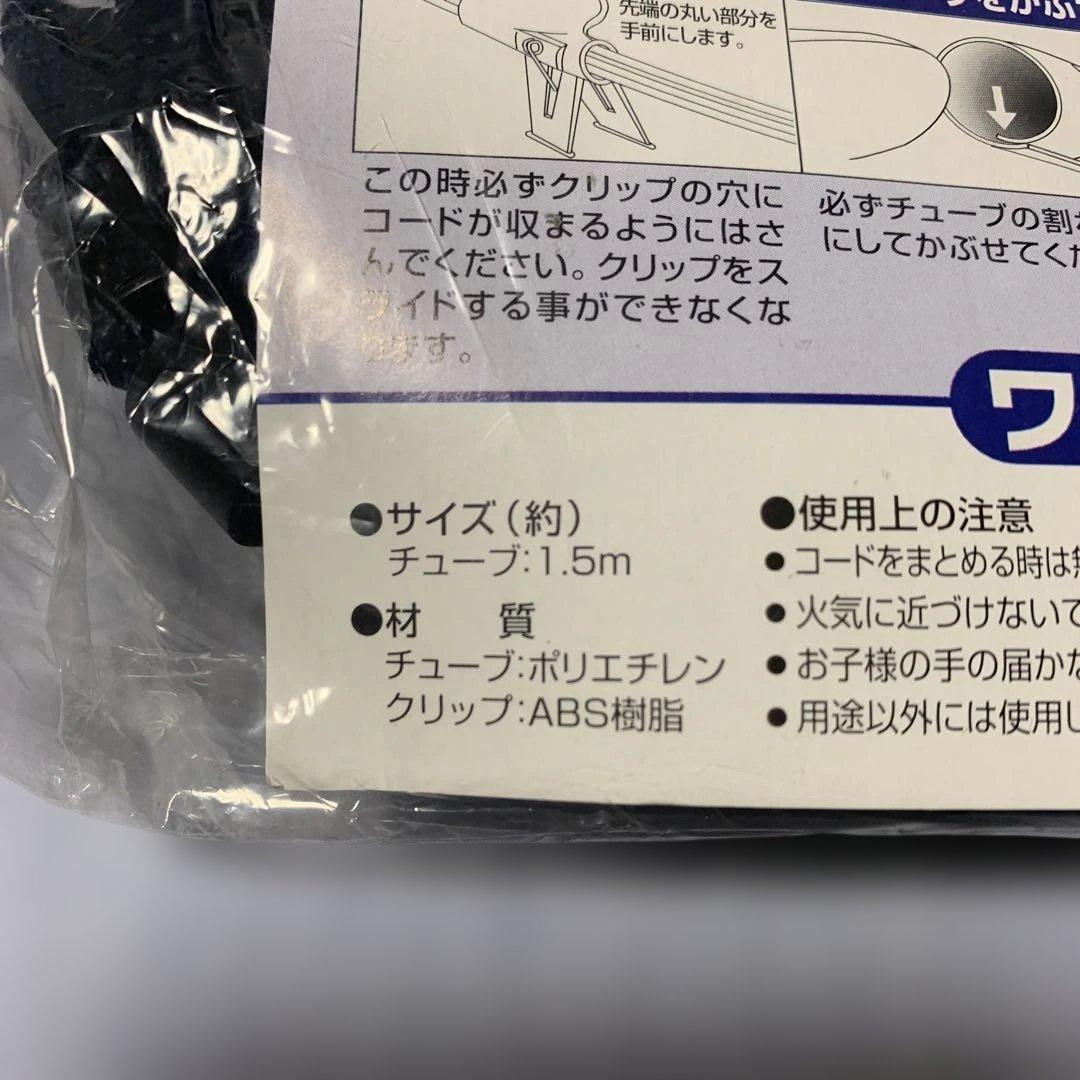 先端の丸い部分を
手前にします。
をかぶ
この時必ずクリップの穴に
コードが収まるようにはさ
んでください。クリップをス
ライドする事ができなくな
ります。
必ずチューブの割
にしてかぶせてくだ
ワ
●サイズ(約)
チューブ:1.5m
●材 質
チューブ:ポリエチレン
クリップ:ABS樹脂
●使用上の注意
• コードをまとめる時は無
• 火気に近づけないで
• お子様の手の届かな
• 用途以外には使用し